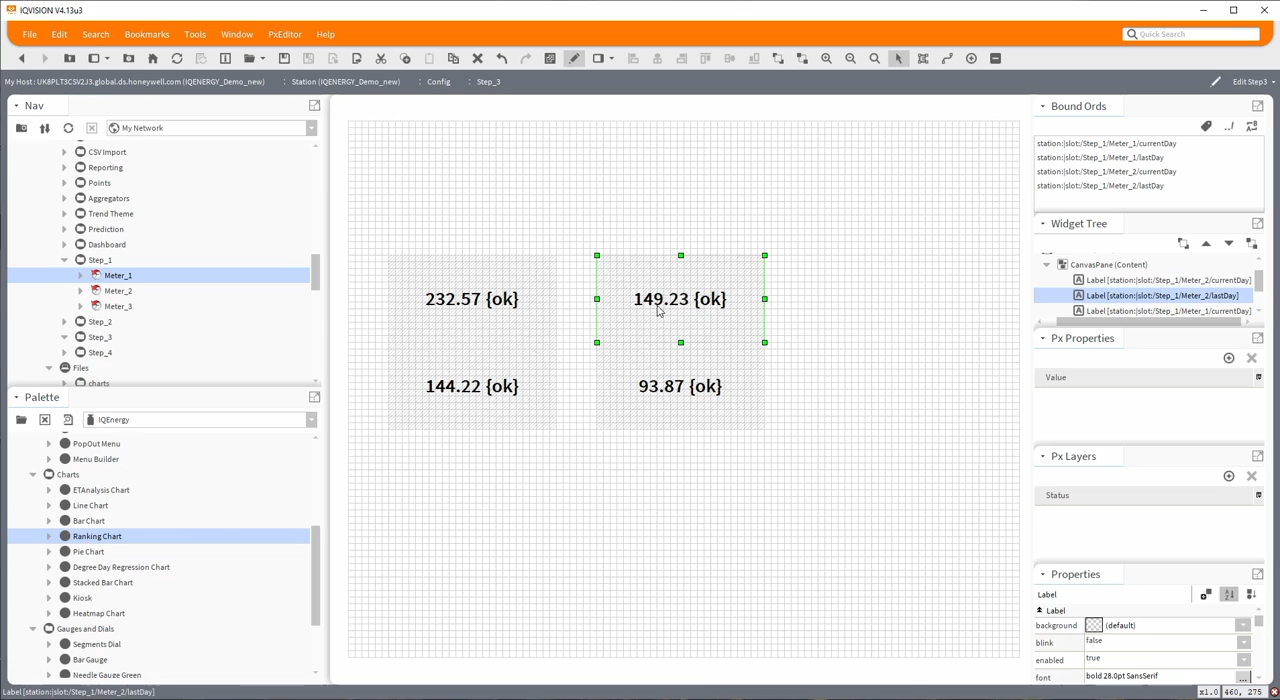 IQVISION V4.13u3
File Edit Search Bookmarks Tools Window PxEditor Help
Quick Search
My Host : UK8PLT3CSV2J3.global.ds.honeywell.com (IQENERGY_Demo_new) : Station (IQENERGY_Demo_new) : Config : Step_3
Edit Step3
Nav
My Network
CSV Import
Reporting
Points
Aggregators
Trend Theme
Prediction
Dashboard
Step_1
Meter_1
Meter_2
Meter_3
Step_2
Step_3
Step_4
Files
charts
Palette
IQEnergy
PopOut Menu
Menu Builder
Charts
ETAnalysis Chart
Line Chart
Bar Chart
Ranking Chart
Pie Chart
Degree Day Regression Chart
Stacked Bar Chart
Kiosk
Heatmap Chart
Gauges and Dials
Segments Dial
Bar Gauge
Needle Gauge Green
Label [station:|slot:/Step_1/Meter_2/lastDay]
232.57 {ok}
149.23 {ok}
144.22 {ok}
93.87 {ok}
Bound Ords
station:|slot:/Step_1/Meter_1/currentDay
station:|slot:/Step_1/Meter_1/lastDay
station:|slot:/Step_1/Meter_2/currentDay
station:|slot:/Step_1/Meter_2/lastDay
Widget Tree
CanvasPane (Content)
Label [station:|slot:/Step_1/Meter_2/currentDay]
Label [station:|slot:/Step_1/Meter_2/lastDay]
Label [station:|slot:/Step_1/Meter_1/currentDay]
Px Properties
Value
Px Layers
Status
Properties
Label
Label
background (default)
blink false
enabled true
font bold 28.0pt SansSerif ...
x1.0 460, 275